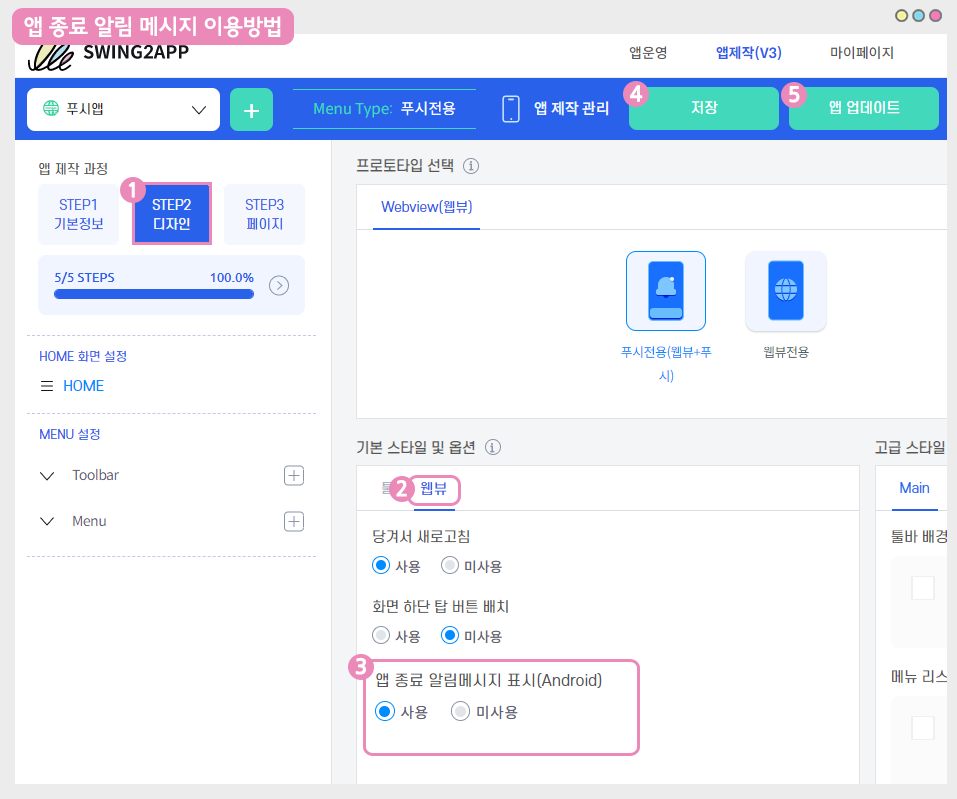 앱 종료 알림 메시지 이용방법
SWING2APP
앱운영
앱제작(V3)
마이페이지
푸시앱
+
Menu Type: 푸시전용
앱 제작 관리
4
저장
5
앱 업데이트
앱 제작 과정
1
STEP1
기본정보
STEP2
디자인
STEP3
페이지
5/5 STEPS
100.0%
HOME 화면 설정
HOME
MENU 설정
Toolbar
Menu
프로토타입 선택
Webview(웹뷰)
푸시전용(웹뷰+푸
시)
웹뷰전용
기본 스타일 및 옵션
2
웹뷰
당겨서 새로고침
사용
미사용
화면 하단 탑 버튼 배치
사용
미사용
3
앱 종료 알림메시지 표시(Android)
사용
미사용
고급 스타일
Main
툴바 배경
메뉴 리스